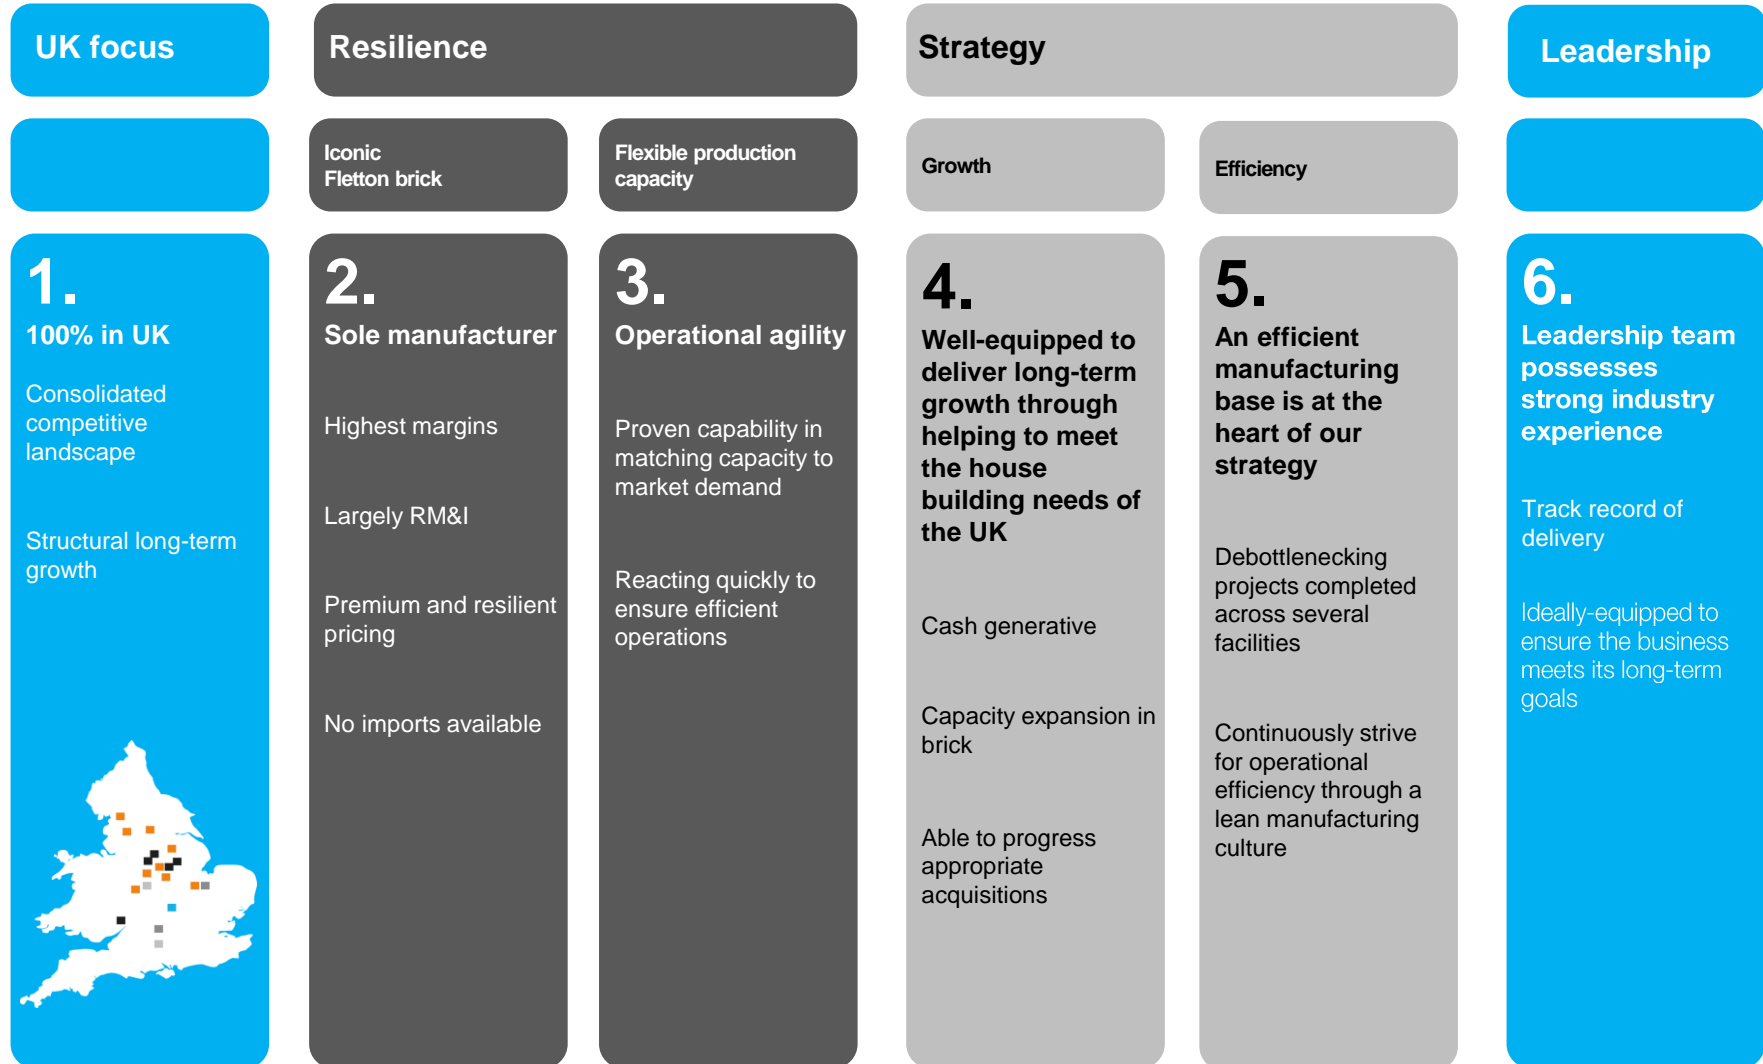 UK focus
Resilience
Strategy
Leadership
Iconic
Fletton brick
Flexible production
capacity
Growth
Efficiency
1.
100% in UK
Consolidated
competitive
landscape
Structural long-term
growth
2.
Sole manufacturer
Highest margins
Largely RM&I
Premium and resilient
pricing
No imports available
3.
Operational agility
Proven capability in
matching capacity to
market demand
Reacting quickly to
ensure efficient
operations
4.
Well-equipped to
deliver long-term
growth through
helping to meet
the house
building needs of
the UK
Cash generative
Capacity expansion in
brick
Able to progress
appropriate
acquisitions
5.
An efficient
manufacturing
base is at the
heart of our
strategy
Debottlenecking
projects completed
across several
facilities
Continuously strive
for operational
efficiency through a
lean manufacturing
culture
6.
Leadership team
possesses
strong industry
experience
Track record of
delivery
Ideally-equipped to
ensure the business
meets its long-term
goals